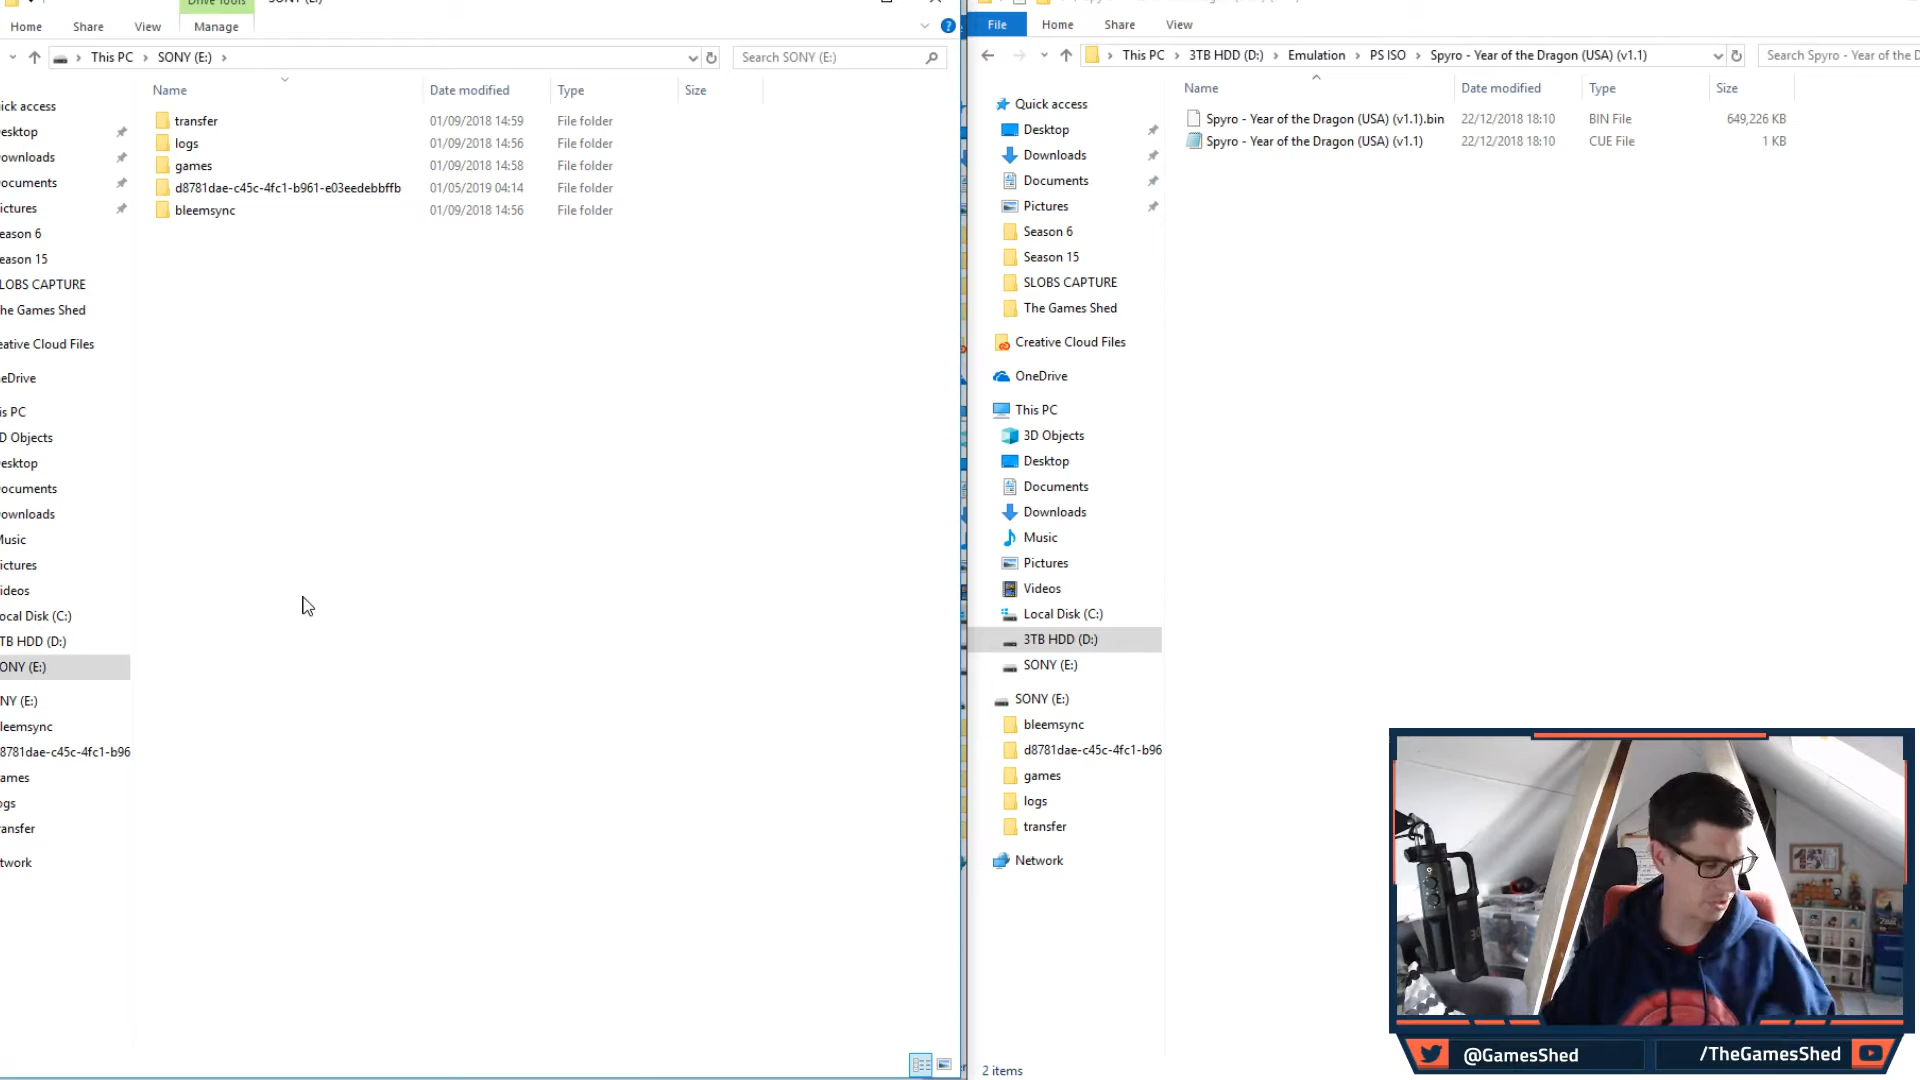 Drive Tools SONY (E:)
Home Share View Manage
This PC SONY (E:)
Search SONY (E:)
Name Date modified Type Size
transfer 01/09/2018 14:59 File folder
logs 01/09/2018 14:56 File folder
games 01/09/2018 14:58 File folder
d8781dae-c45c-4fc1-b961-e03eedebbffb 01/05/2019 04:14 File folder
bleemsync 01/09/2018 14:56 File folder
ick access
esktop
ownloads
ocuments
ictures
eason 6
eason 15
LOBS CAPTURE
he Games Shed
eative Cloud Files
eDrive
is PC
D Objects
esktop
ocuments
ownloads
Music
ictures
ideos
ocal Disk (C:)
TB HDD (D:)
ONY (E:)
NY (E:)
leemsync
8781dae-c45c-4fc1-b96
ames
ogs
ansfer
twork
File Home Share View
This PC 3TB HDD (D:) Emulation PS ISO Spyro - Year of the Dragon (USA) (v1.1)
Search Spyro - Year of the D
Name Date modified Type Size
Spyro - Year of the Dragon (USA) (v1.1).bin 22/12/2018 18:10 BIN File 649,226 KB
Spyro - Year of the Dragon (USA) (v1.1) 22/12/2018 18:10 CUE File 1 KB
Quick access
Desktop
Downloads
Documents
Pictures
Season 6
Season 15
SLOBS CAPTURE
The Games Shed
Creative Cloud Files
OneDrive
This PC
3D Objects
Desktop
Documents
Downloads
Music
Pictures
Videos
Local Disk (C:)
3TB HDD (D:)
SONY (E:)
SONY (E:)
bleemsync
d8781dae-c45c-4fc1-b96
games
logs
transfer
Network
2 items
@GamesShed
/TheGamesShed